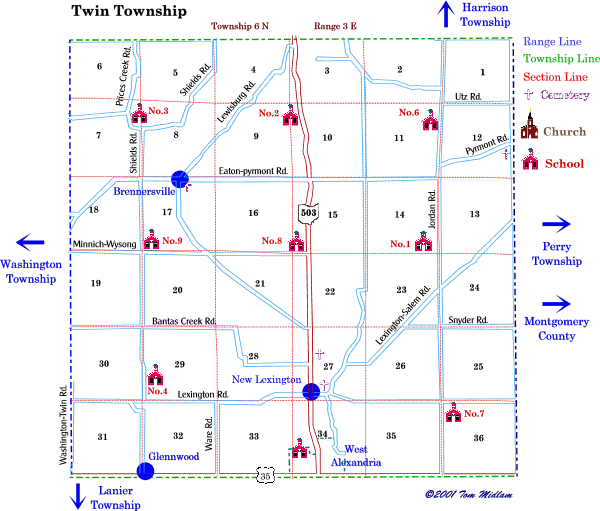 Twin Township
Township 6 N
Range 3 E
Harrison
Township
Range Line
Township Line
Section Line
Cemetery
Church
School
6
5
4
3
2
1
Prices Creek Rd.
Shields Rd.
Lewisburg Rd.
Utz Rd.
No.3
No.2
No.6
7
8
9
10
11
12
Shields Rd.
Pyrmont Rd.
Eaton-pyrmont Rd.
Brennersville
18
17
16
15
14
13
503
Jordan Rd.
Minnich-Wysong
No.9
No.8
No.1
Washington
Township
Perry
Township
19
20
21
22
23
24
Lexington-Salem Rd.
Bantas Creek Rd.
Snyder Rd.
Montgomery
County
30
29
28
27
26
25
New Lexington
No.4
Lexington Rd.
No.7
Washington-Twin Rd.
31
32
Ware Rd.
33
34
35
36
Glennwood
West
Alexandria
35
Lanier
Township
©2001 Tom Midlam